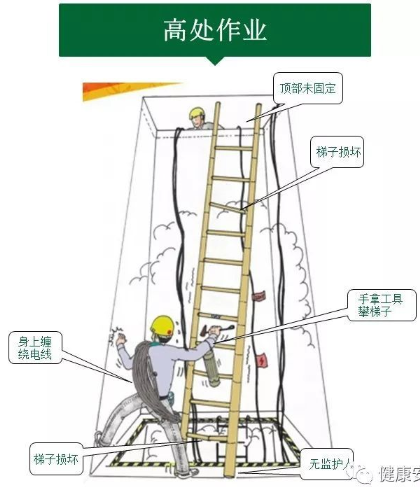 高处作业
顶部未固定
梯子损坏
手拿工具
攀梯子
身上缠
绕电线
梯子损坏
无监护人
健康安